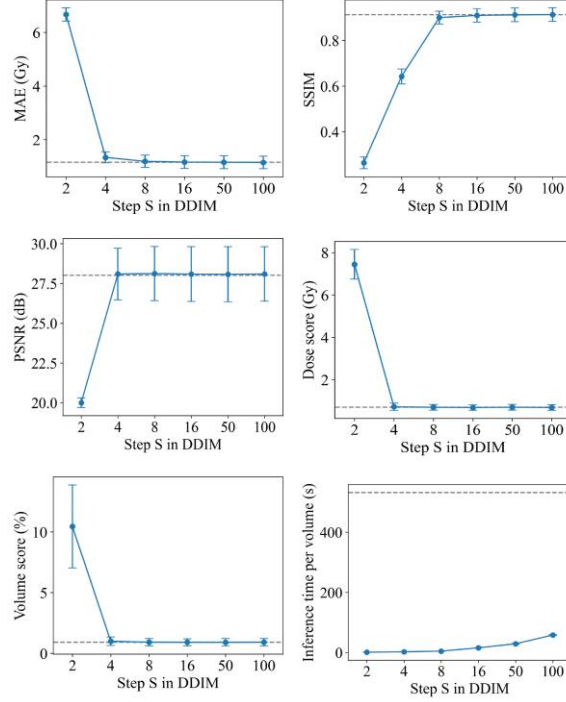 MAE (Gy)
6
4
2
2 4 8 16 50 100
Step S in DDIM
SSIM
0.8
0.6
0.4
2 4 8 16 50 100
Step S in DDIM
PSNR (dB)
30.0
27.5
25.0
22.5
20.0
2 4 8 16 50 100
Step S in DDIM
Dose score (Gy)
8
6
4
2
2 4 8 16 50 100
Step S in DDIM
Volume score (%)
10
5
0
2 4 8 16 50 100
Step S in DDIM
Inference time per volume (s)
400
200
0
2 4 8 16 50 100
Step S in DDIM